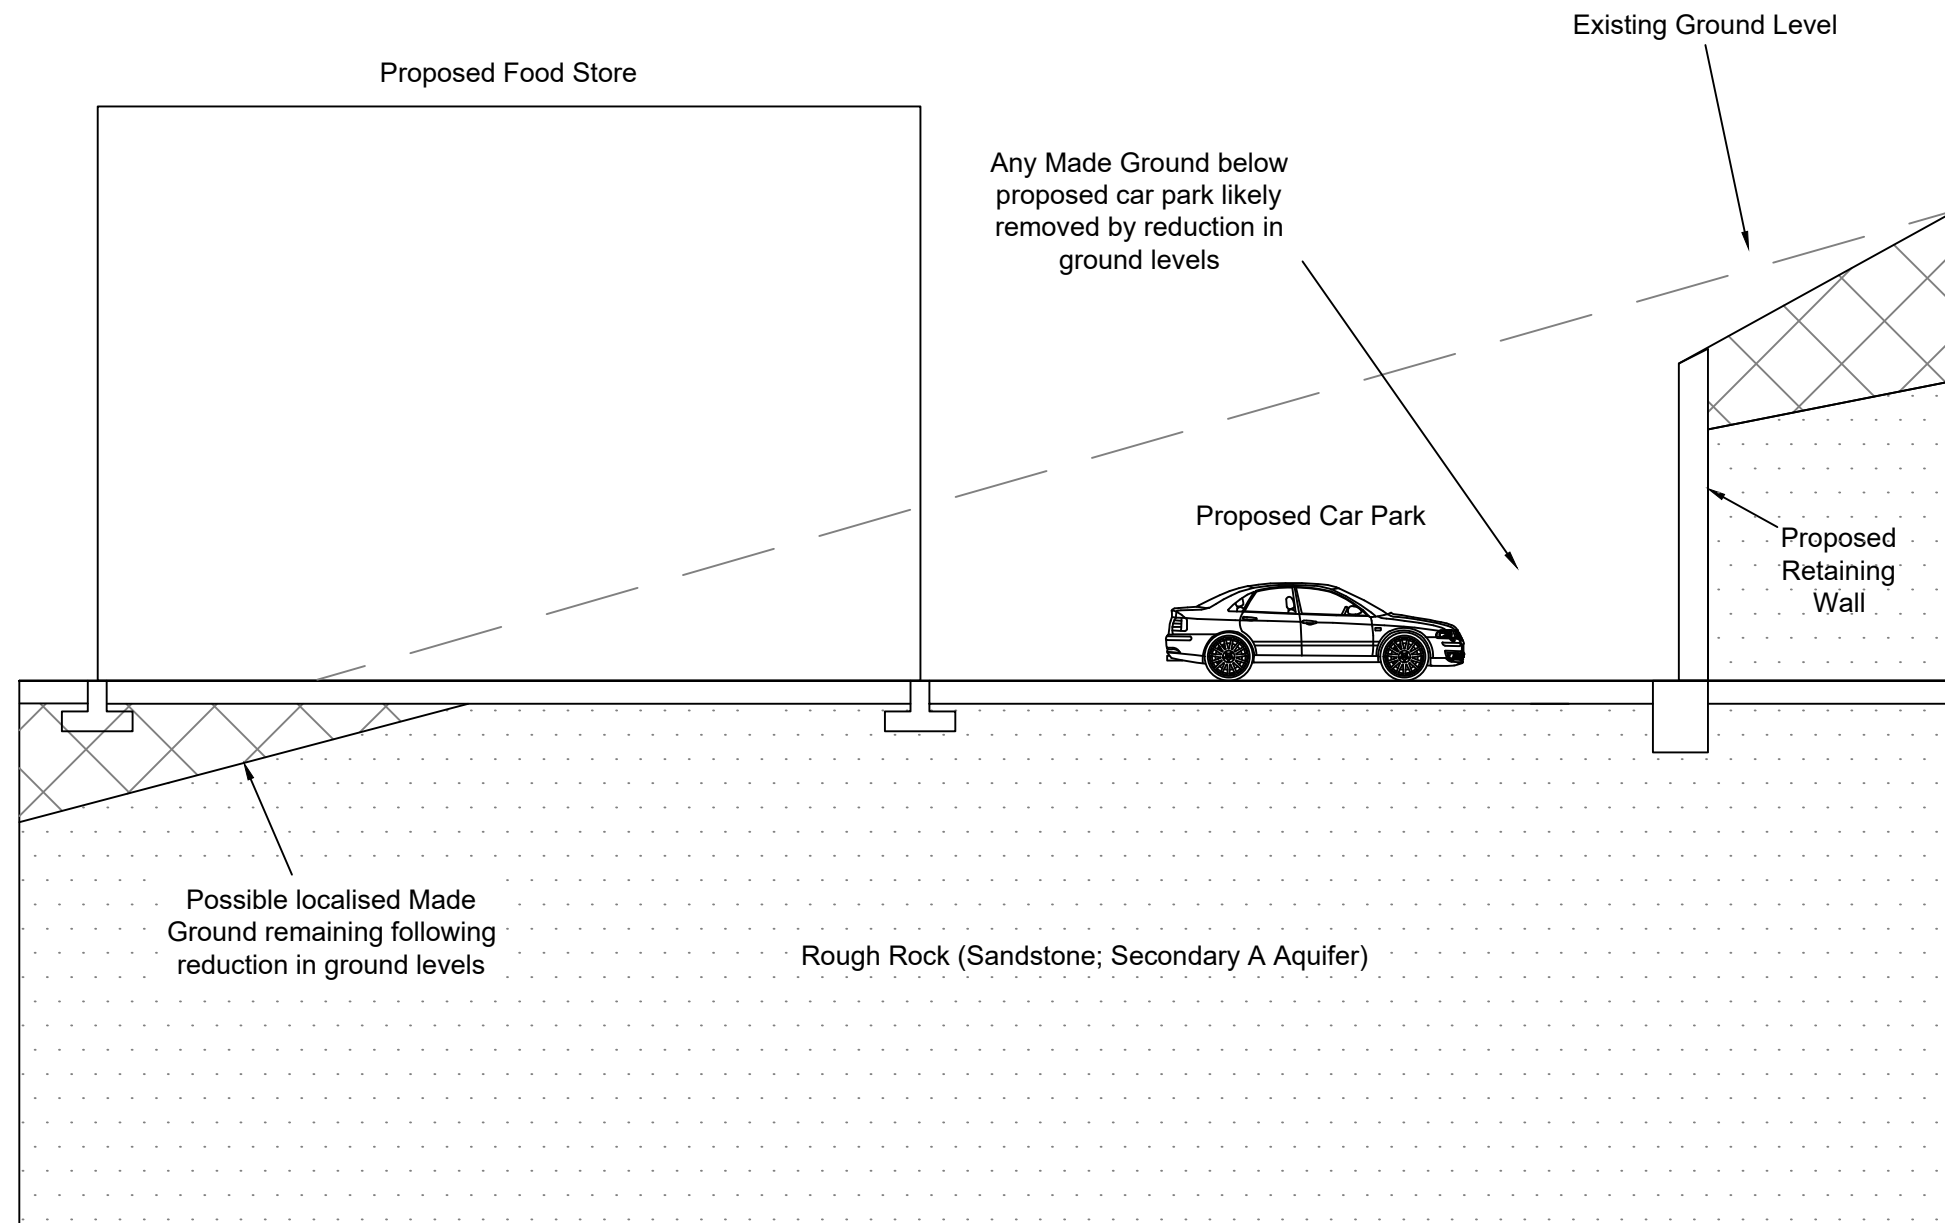 Existing Ground Level
Proposed Food Store
Any Made Ground below
proposed car park likely
removed by reduction in
ground levels
Proposed Car Park
Proposed
Retaining
Wall
Possible localised Made
Ground remaining following
reduction in ground levels
Rough Rock (Sandstone; Secondary A Aquifer)